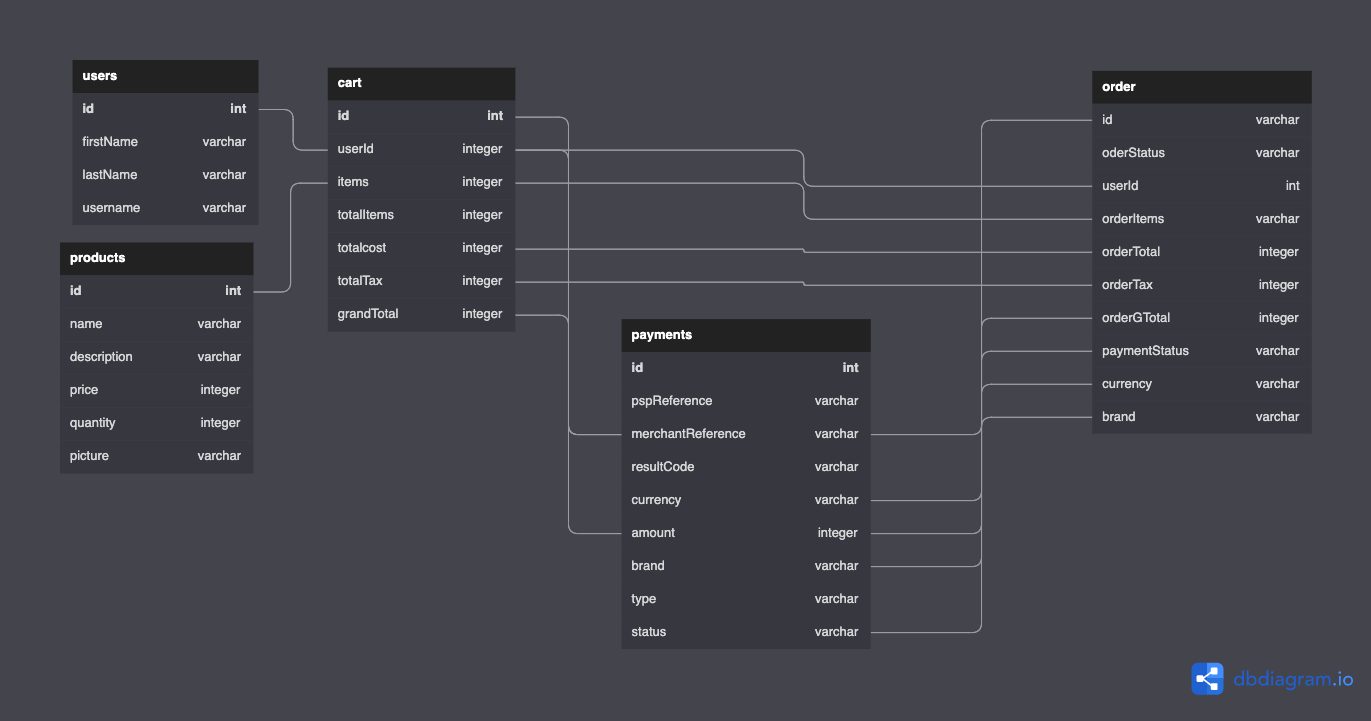 users
id int
firstName varchar
lastName varchar
username varchar
products
id int
name varchar
description varchar
price integer
quantity integer
picture varchar
cart
id int
userId integer
items integer
totalItems integer
totalcost integer
totalTax integer
grandTotal integer
payments
id int
pspReference varchar
merchantReference varchar
resultCode varchar
currency varchar
amount integer
brand varchar
type varchar
status varchar
order
id varchar
oderStatus varchar
userId int
orderItems varchar
orderTotal integer
orderTax integer
orderGTotal integer
paymentStatus varchar
currency varchar
brand varchar
dbdiagram.io